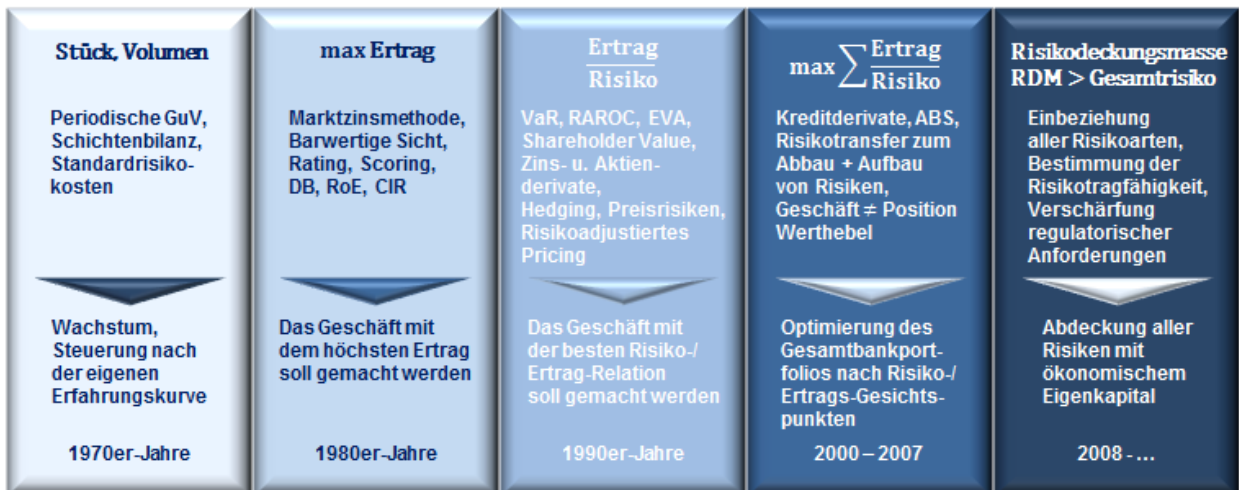 Stück, Volumen
Periodische GuV,
Schichtenbilanz,
Standardrisiko-
kosten
Wachstum,
Steuerung nach
der eigenen
Erfahrungskurve
1970er-Jahre
max Ertrag
Marktzinsmethode,
Barwertige Sicht,
Rating, Scoring,
DB, RoE, CIR
Das Geschäft mit
dem höchsten Ertrag
soll gemacht werden
1980er-Jahre
Ertrag
Risiko
VaR, RAROC, EVA,
Shareholder Value,
Zins- u. Aktien-
derivate,
Hedging, Preisrisiken,
Risikoadjustiertes
Pricing
Das Geschäft mit
der besten Risiko-/
Ertrag-Relation
soll gemacht werden
1990er-Jahre
max ∑ Ertrag
Risiko
Kreditderivate, ABS,
Risikotransfer zum
Abbau + Aufbau
von Risiken,
Geschäft ≠ Position
Werthebel
Optimierung des
Gesamtbankport-
folios nach Risiko-/
Ertrags-Gesichts-
punkten
2000 – 2007
Risikodeckungsmasse
RDM > Gesamtrisiko
Einbeziehung
aller Risikoarten,
Bestimmung der
Risikotragfähigkeit,
Verschärfung
regulatorischer
Anforderungen
Abdeckung aller
Risiken mit
ökonomischem
Eigenkapital
2008 - ...